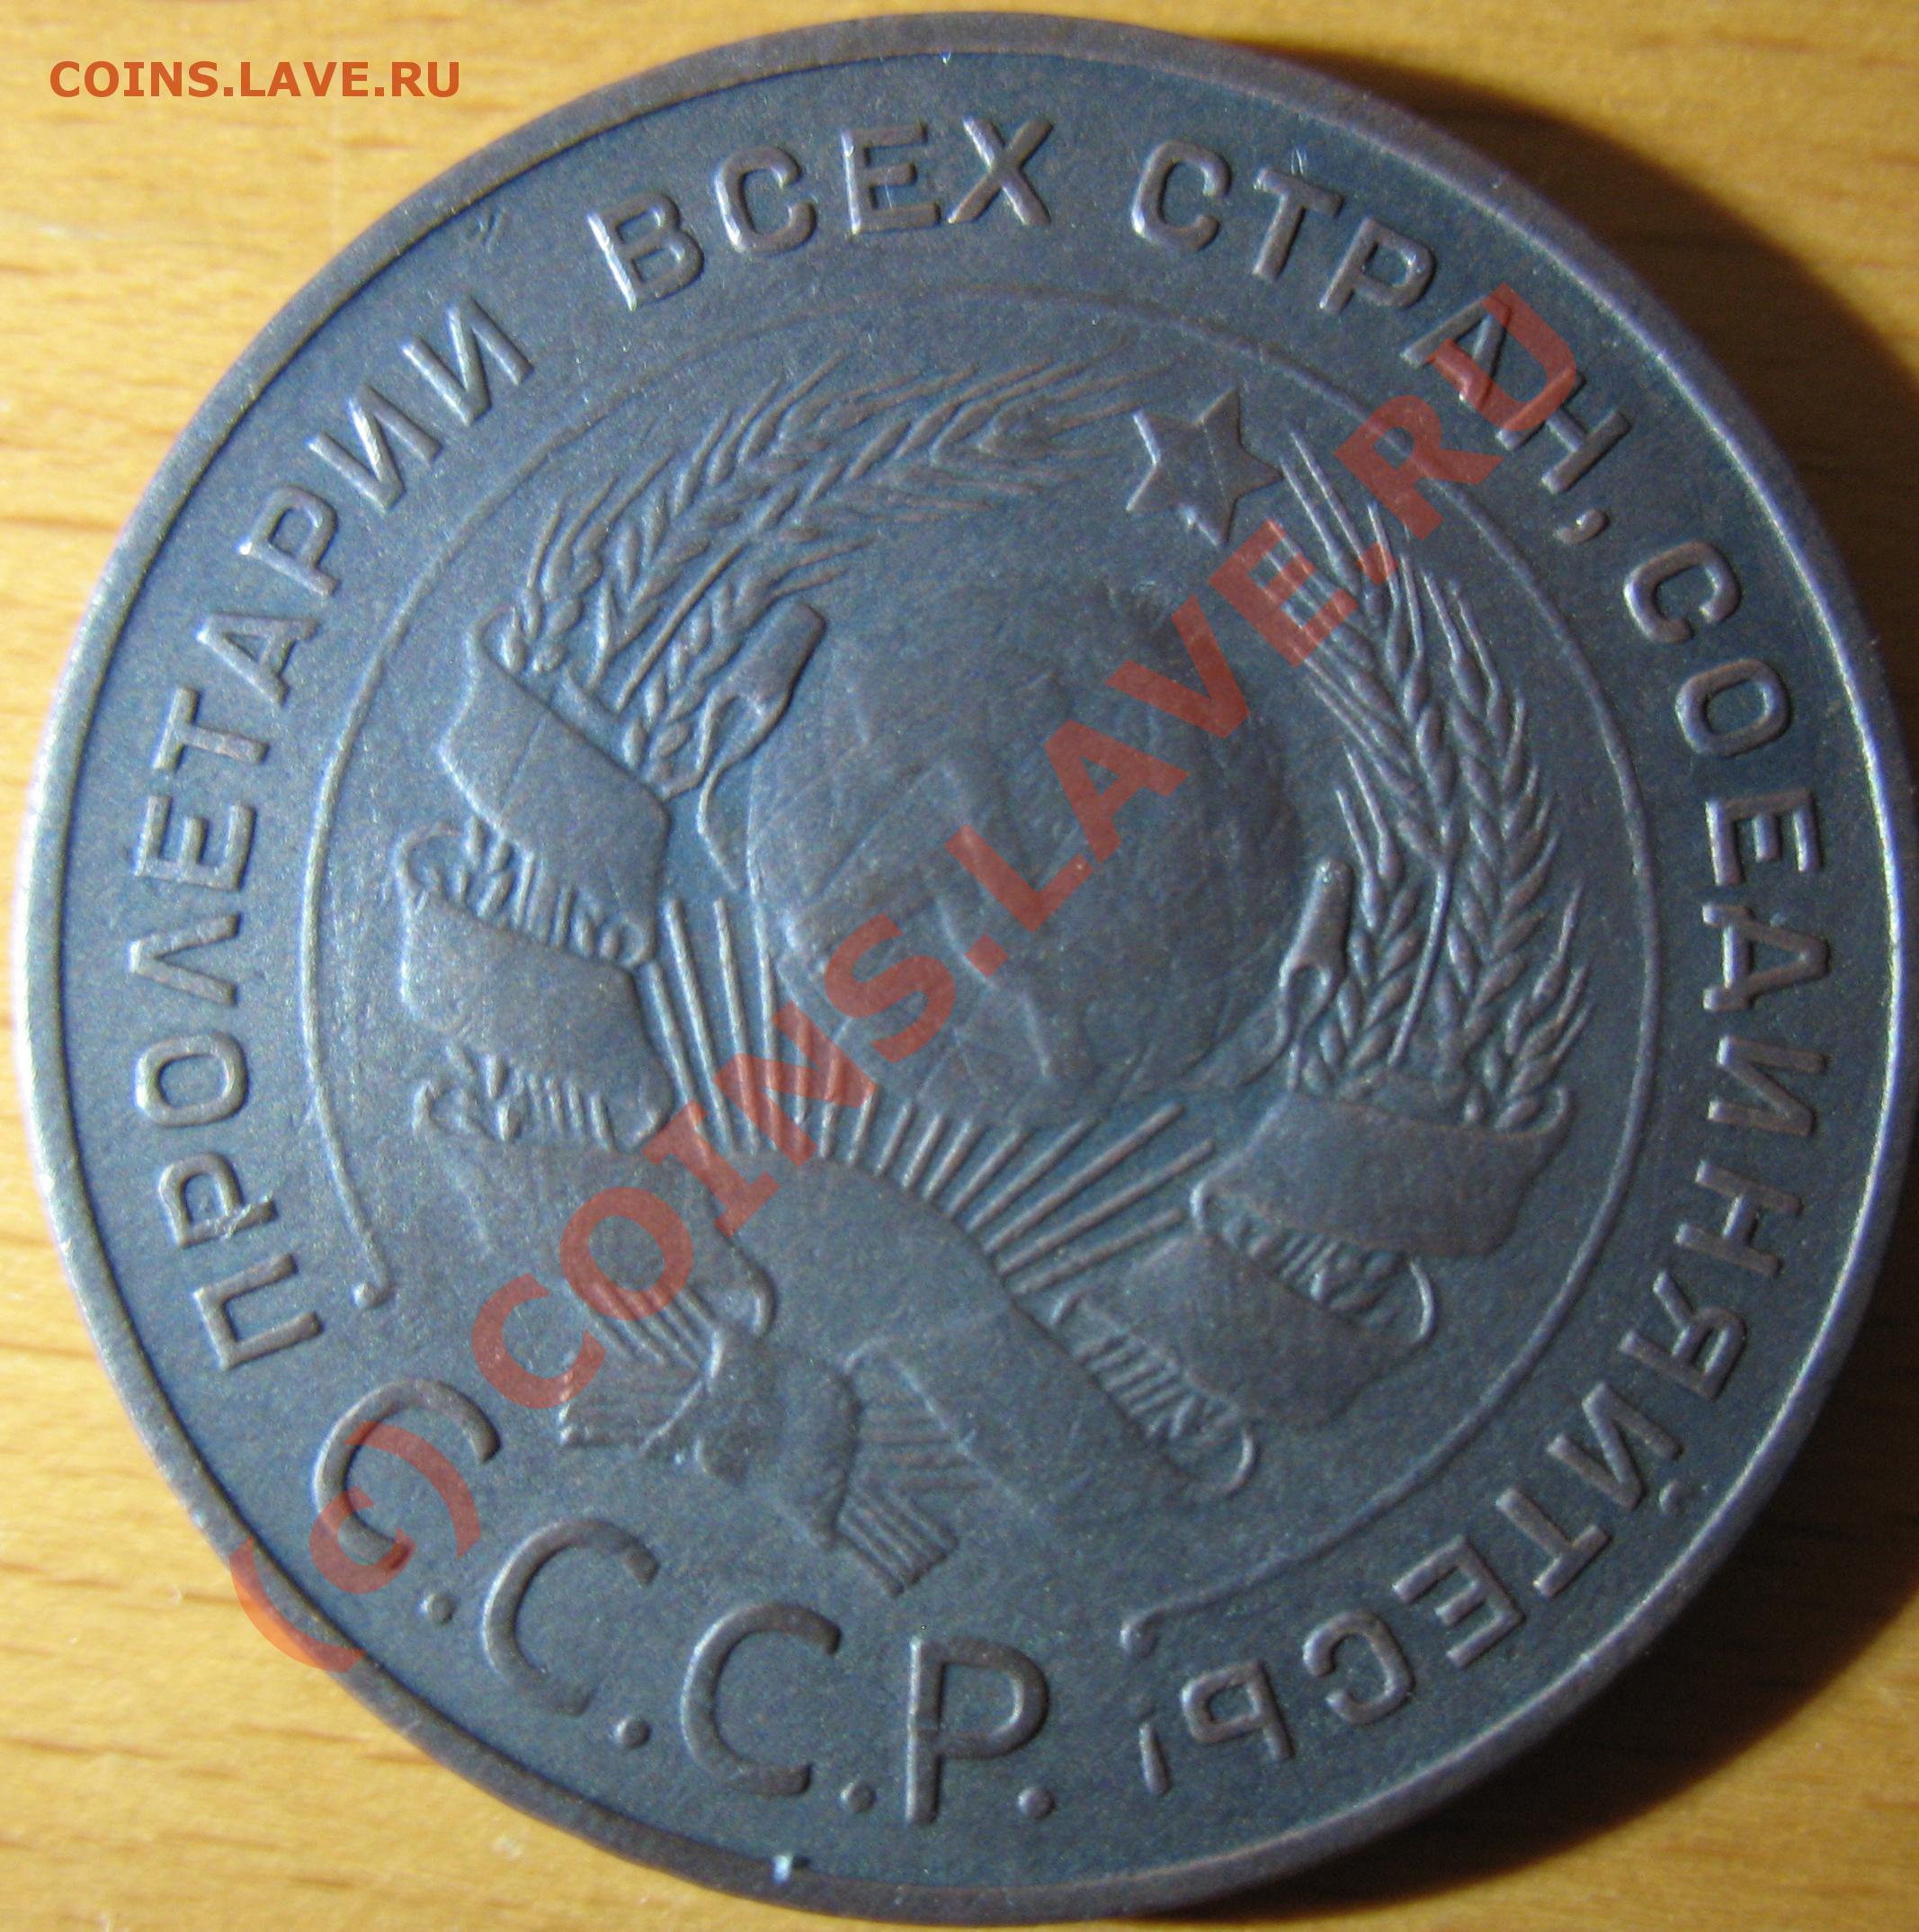 COINS.LAVE.RU
ПРОЛЕТАРИИ ВСЕХ СТРАН, СОЕДИНЯЙТЕСЬ!
С.С.С.Р.
(c) COINS.LAVE.RU